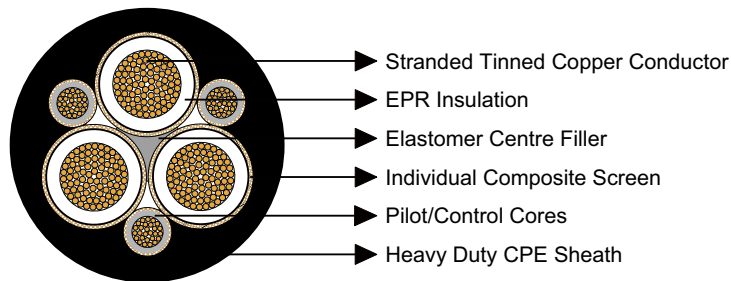 Stranded Tinned Copper Conductor
EPR Insulation
Elastomer Centre Filler
Individual Composite Screen
Pilot/Control Cores
Heavy Duty CPE Sheath